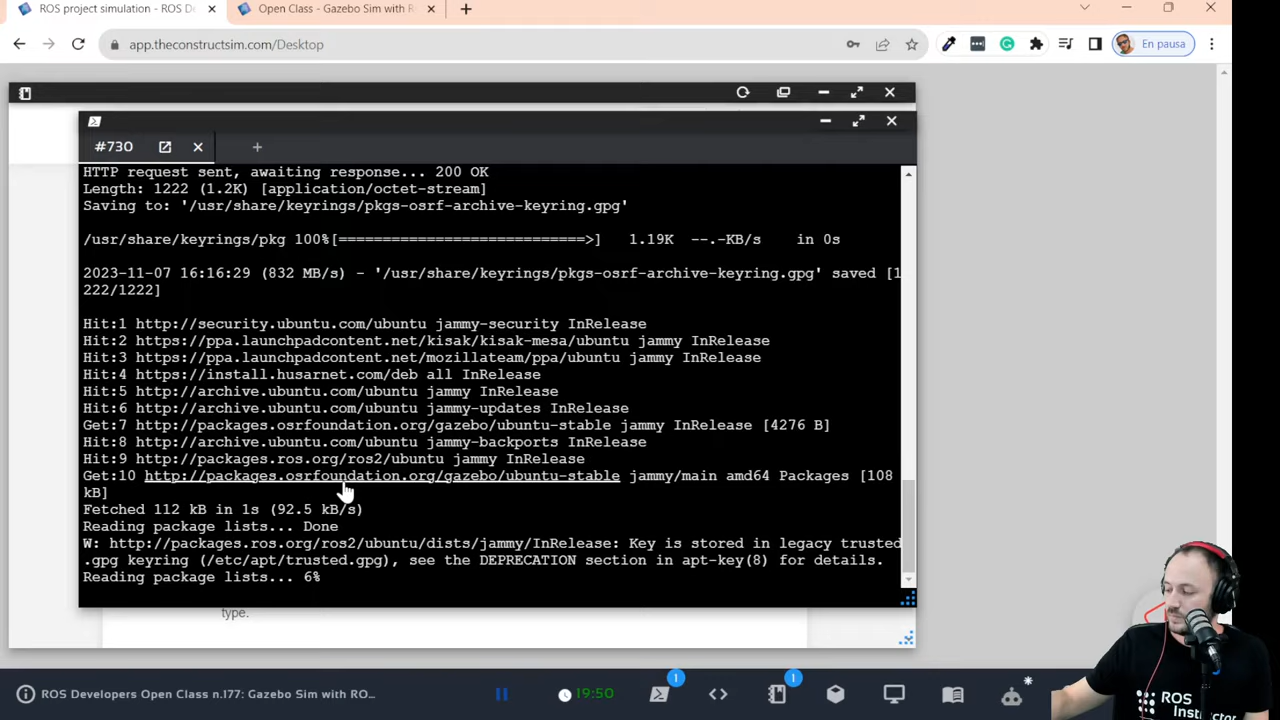 ROS project simulation - ROS De
Open Class - Gazebo Sim with R
app.theconstructsim.com/Desktop
En pausa
#730
HTTP request sent, awaiting response... 200 OK
Length: 1222 (1.2K) [application/octet-stream]
Saving to: '/usr/share/keyrings/pkgs-osrf-archive-keyring.gpg'
/usr/share/keyrings/pkg 100%[===========================>]   1.19K  --.-KB/s    in 0s
2023-11-07 16:16:29 (832 MB/s) - '/usr/share/keyrings/pkgs-osrf-archive-keyring.gpg' saved [1
222/1222]
Hit:1 http://security.ubuntu.com/ubuntu jammy-security InRelease
Hit:2 https://ppa.launchpadcontent.net/kisak/kisak-mesa/ubuntu jammy InRelease
Hit:3 https://ppa.launchpadcontent.net/mozillateam/ppa/ubuntu jammy InRelease
Hit:4 https://install.husarnet.com/deb all InRelease
Hit:5 http://archive.ubuntu.com/ubuntu jammy InRelease
Hit:6 http://archive.ubuntu.com/ubuntu jammy-updates InRelease
Get:7 http://packages.osrfoundation.org/gazebo/ubuntu-stable jammy InRelease [4276 B]
Hit:8 http://archive.ubuntu.com/ubuntu jammy-backports InRelease
Hit:9 http://packages.ros.org/ros2/ubuntu jammy InRelease
Get:10 http://packages.osrfoundation.org/gazebo/ubuntu-stable jammy/main amd64 Packages [108
kB]
Fetched 112 kB in 1s (92.5 kB/s)
Reading package lists... Done
W: http://packages.ros.org/ros2/ubuntu/dists/jammy/InRelease: Key is stored in legacy trusted
.gpg keyring (/etc/apt/trusted.gpg), see the DEPRECATION section in apt-key(8) for details.
Reading package lists... 6%
type.
ROS Developers Open Class n.177: Gazebo Sim with RO...
19:50
1
1
ROS
Instructor